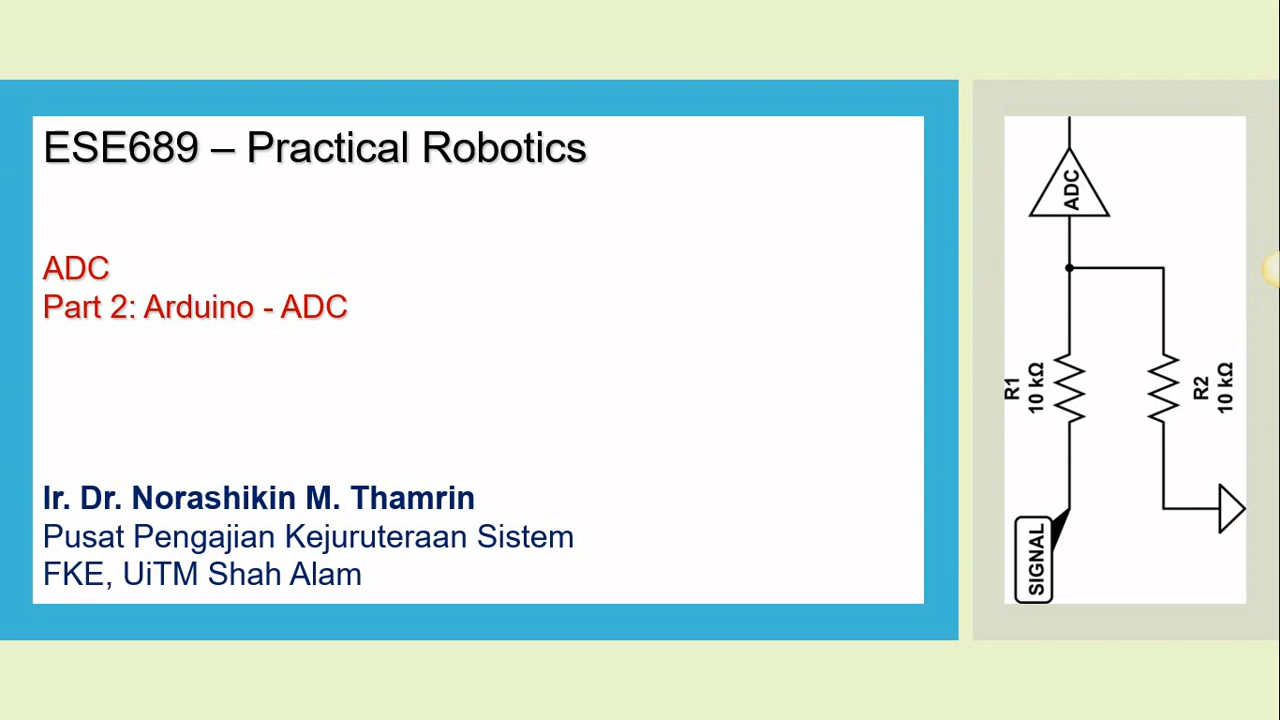 ESE689 – Practical Robotics
ADC
Part 2: Arduino - ADC
Ir. Dr. Norashikin M. Thamrin
Pusat Pengajian Kejuruteraan Sistem
FKE, UiTM Shah Alam
ADC
R1
10 kΩ
R2
10 kΩ
SIGNAL